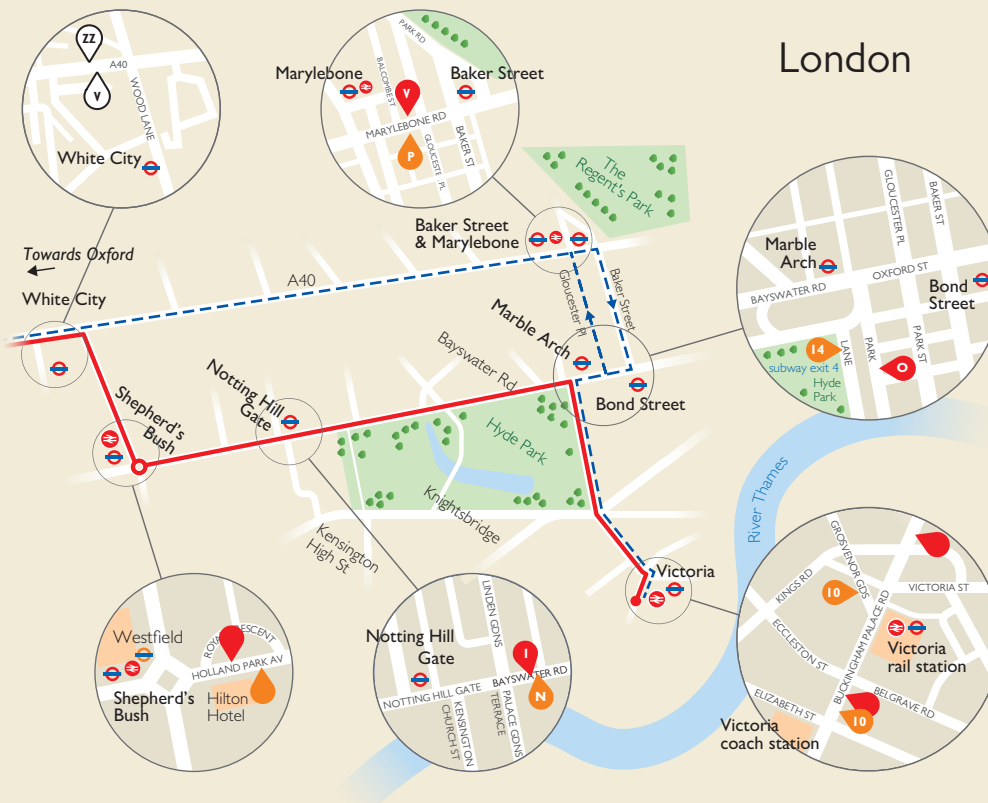 London
ZZ
A40
V
WOOD LANE
White City
PARK RD
Marylebone
Baker Street
BALCOMBE ST
V
MARYLEBONE RD
P
GLOUCESTE PL
BAKER ST
The
Regent's Park
Baker Street
& Marylebone
Towards Oxford
White City
A40
Gloucester Pl
Baker Street
Marble Arch
Bayswater Rd
Bond Street
Notting Hill
Gate
Shepherd's
Bush
Hyde Park
Knightsbridge
Kensington
High St
Victoria
River Thames
GLOUCESTER PL
BAKER ST
Marble
Arch
OXFORD ST
BAYSWATER RD
Bond
Street
14
LANE
PARK
PARK ST
O
subway exit 4
Hyde
Park
Westfield
CRESCENT
HOLLAND PARK AV
Shepherd's
Bush
Hilton
Hotel
LINDEN GDNS
Notting Hill
Gate
I
BAYSWATER RD
NOTTING HILL GATE
N
KENSINGTON
CHURCH ST
PALACE GDNS
TERRACE
GROSVENOR GDS
KINGS RD
10
VICTORIA ST
BUCKINGHAM PALACE RD
ECCLESTON ST
Victoria
rail station
BELGRAVE RD
ELIZABETH ST
10
Victoria
coach station